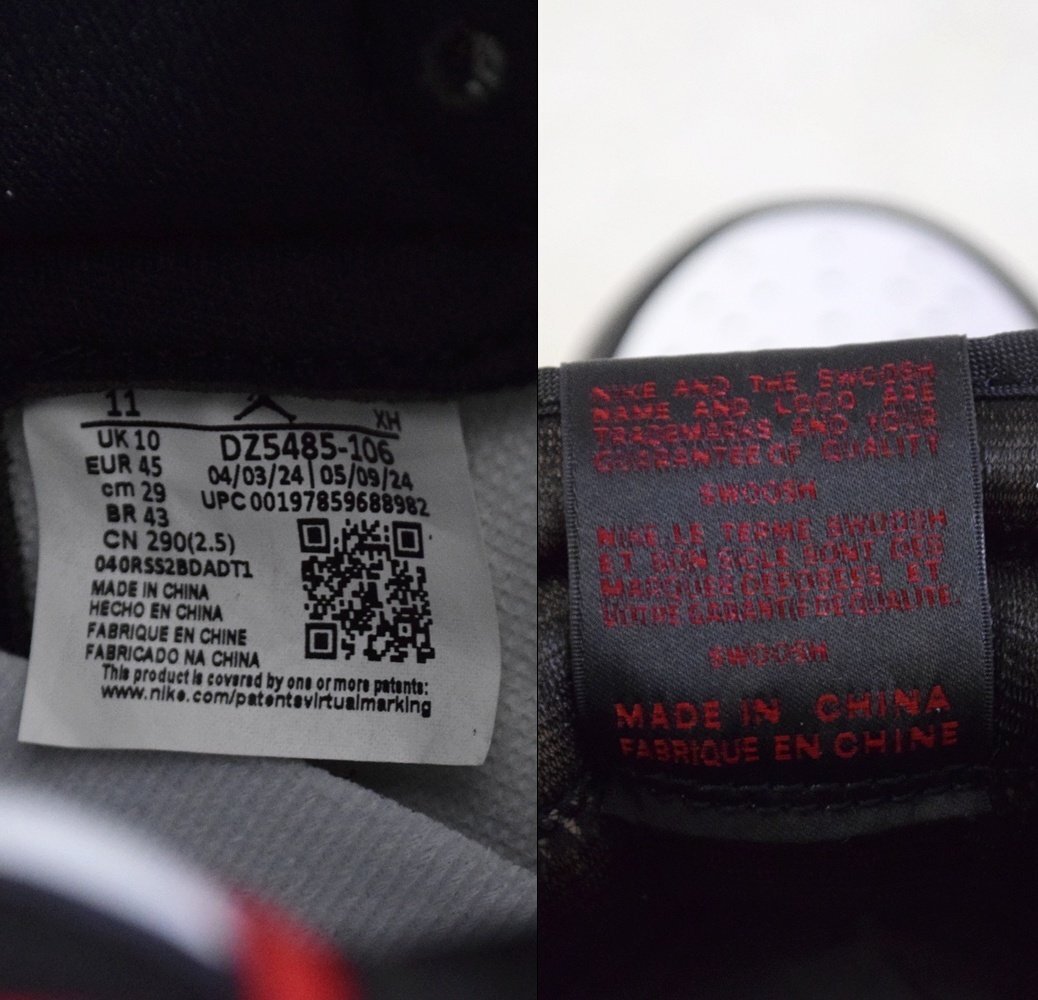 11
XH
UK 10
EUR 45
cm 29
BR 43
CN 290(2.5)
040RSS2BDADT1
DZ5485-106
04/03/24 05/09/24
UPC 00197859688982
MADE IN CHINA
HECHO EN CHINA
FABRIQUE EN CHINE
FABRICADO NA CHINA
This product is covered by one or more patents:
www.nike.com/patentsvirtualmarking
NIKE AND THE SWOOSH
NAME AND LOGO ARE
TRADEMARKS AND YOUR
GUARANTEE OF QUALITY
SWOOSH
NIKE LE TERME SWOOSH
ET SON SIGLE SONT DES
MARQUES DEPOSEES ET
VOTRE GARANTIE DE QUALITE.
SWOOSH
MADE IN CHINA
FABRIQUE EN CHINE